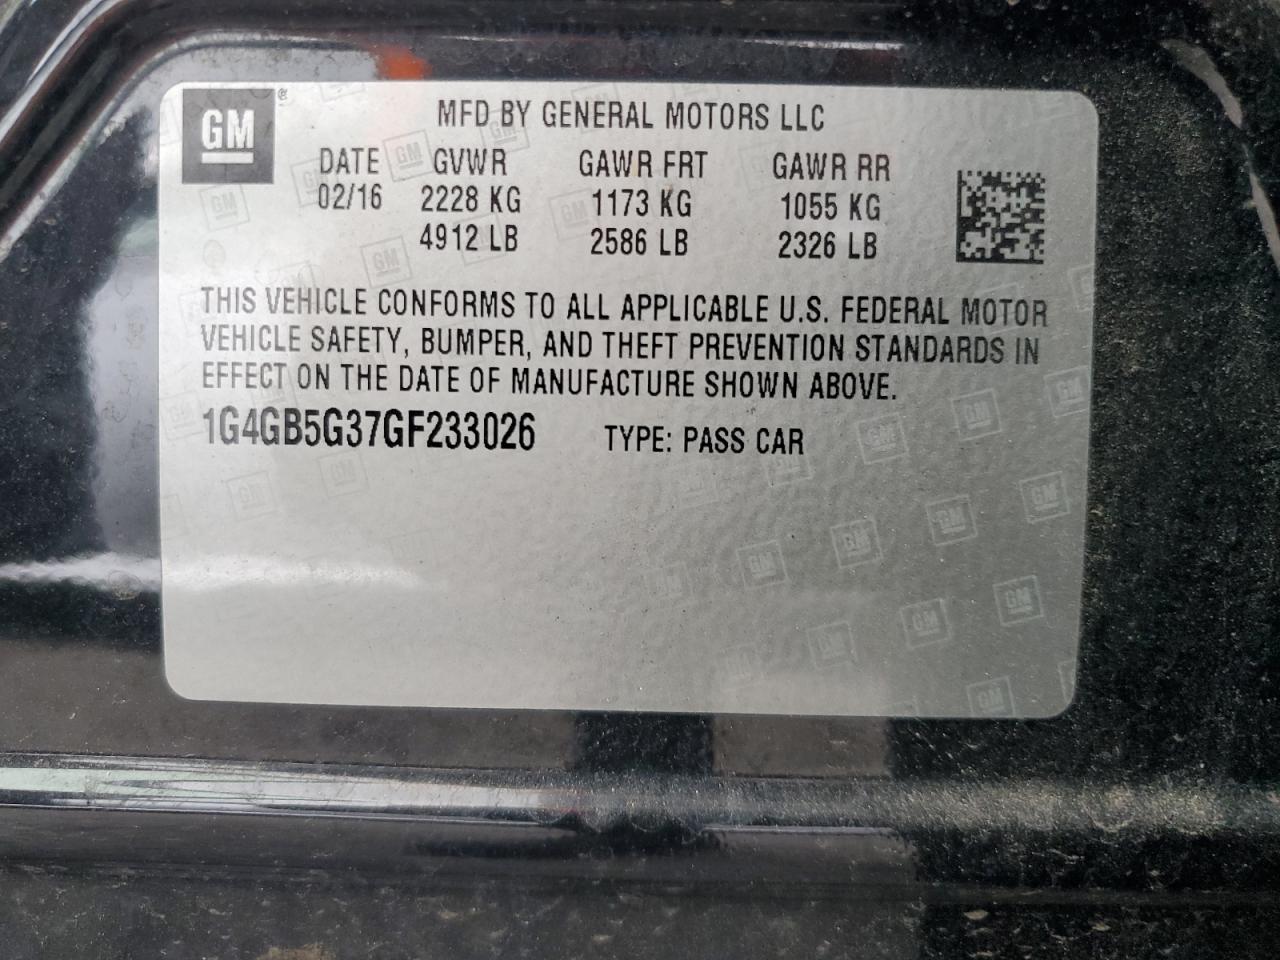 GM
MFD BY GENERAL MOTORS LLC
DATE GVWR GAWR FRT GAWR RR
02/16 2228 KG 1173 KG 1055 KG
4912 LB 2586 LB 2326 LB
THIS VEHICLE CONFORMS TO ALL APPLICABLE U.S. FEDERAL MOTOR
VEHICLE SAFETY, BUMPER, AND THEFT PREVENTION STANDARDS IN
EFFECT ON THE DATE OF MANUFACTURE SHOWN ABOVE.
1G4GB5G37GF233026 TYPE: PASS CAR